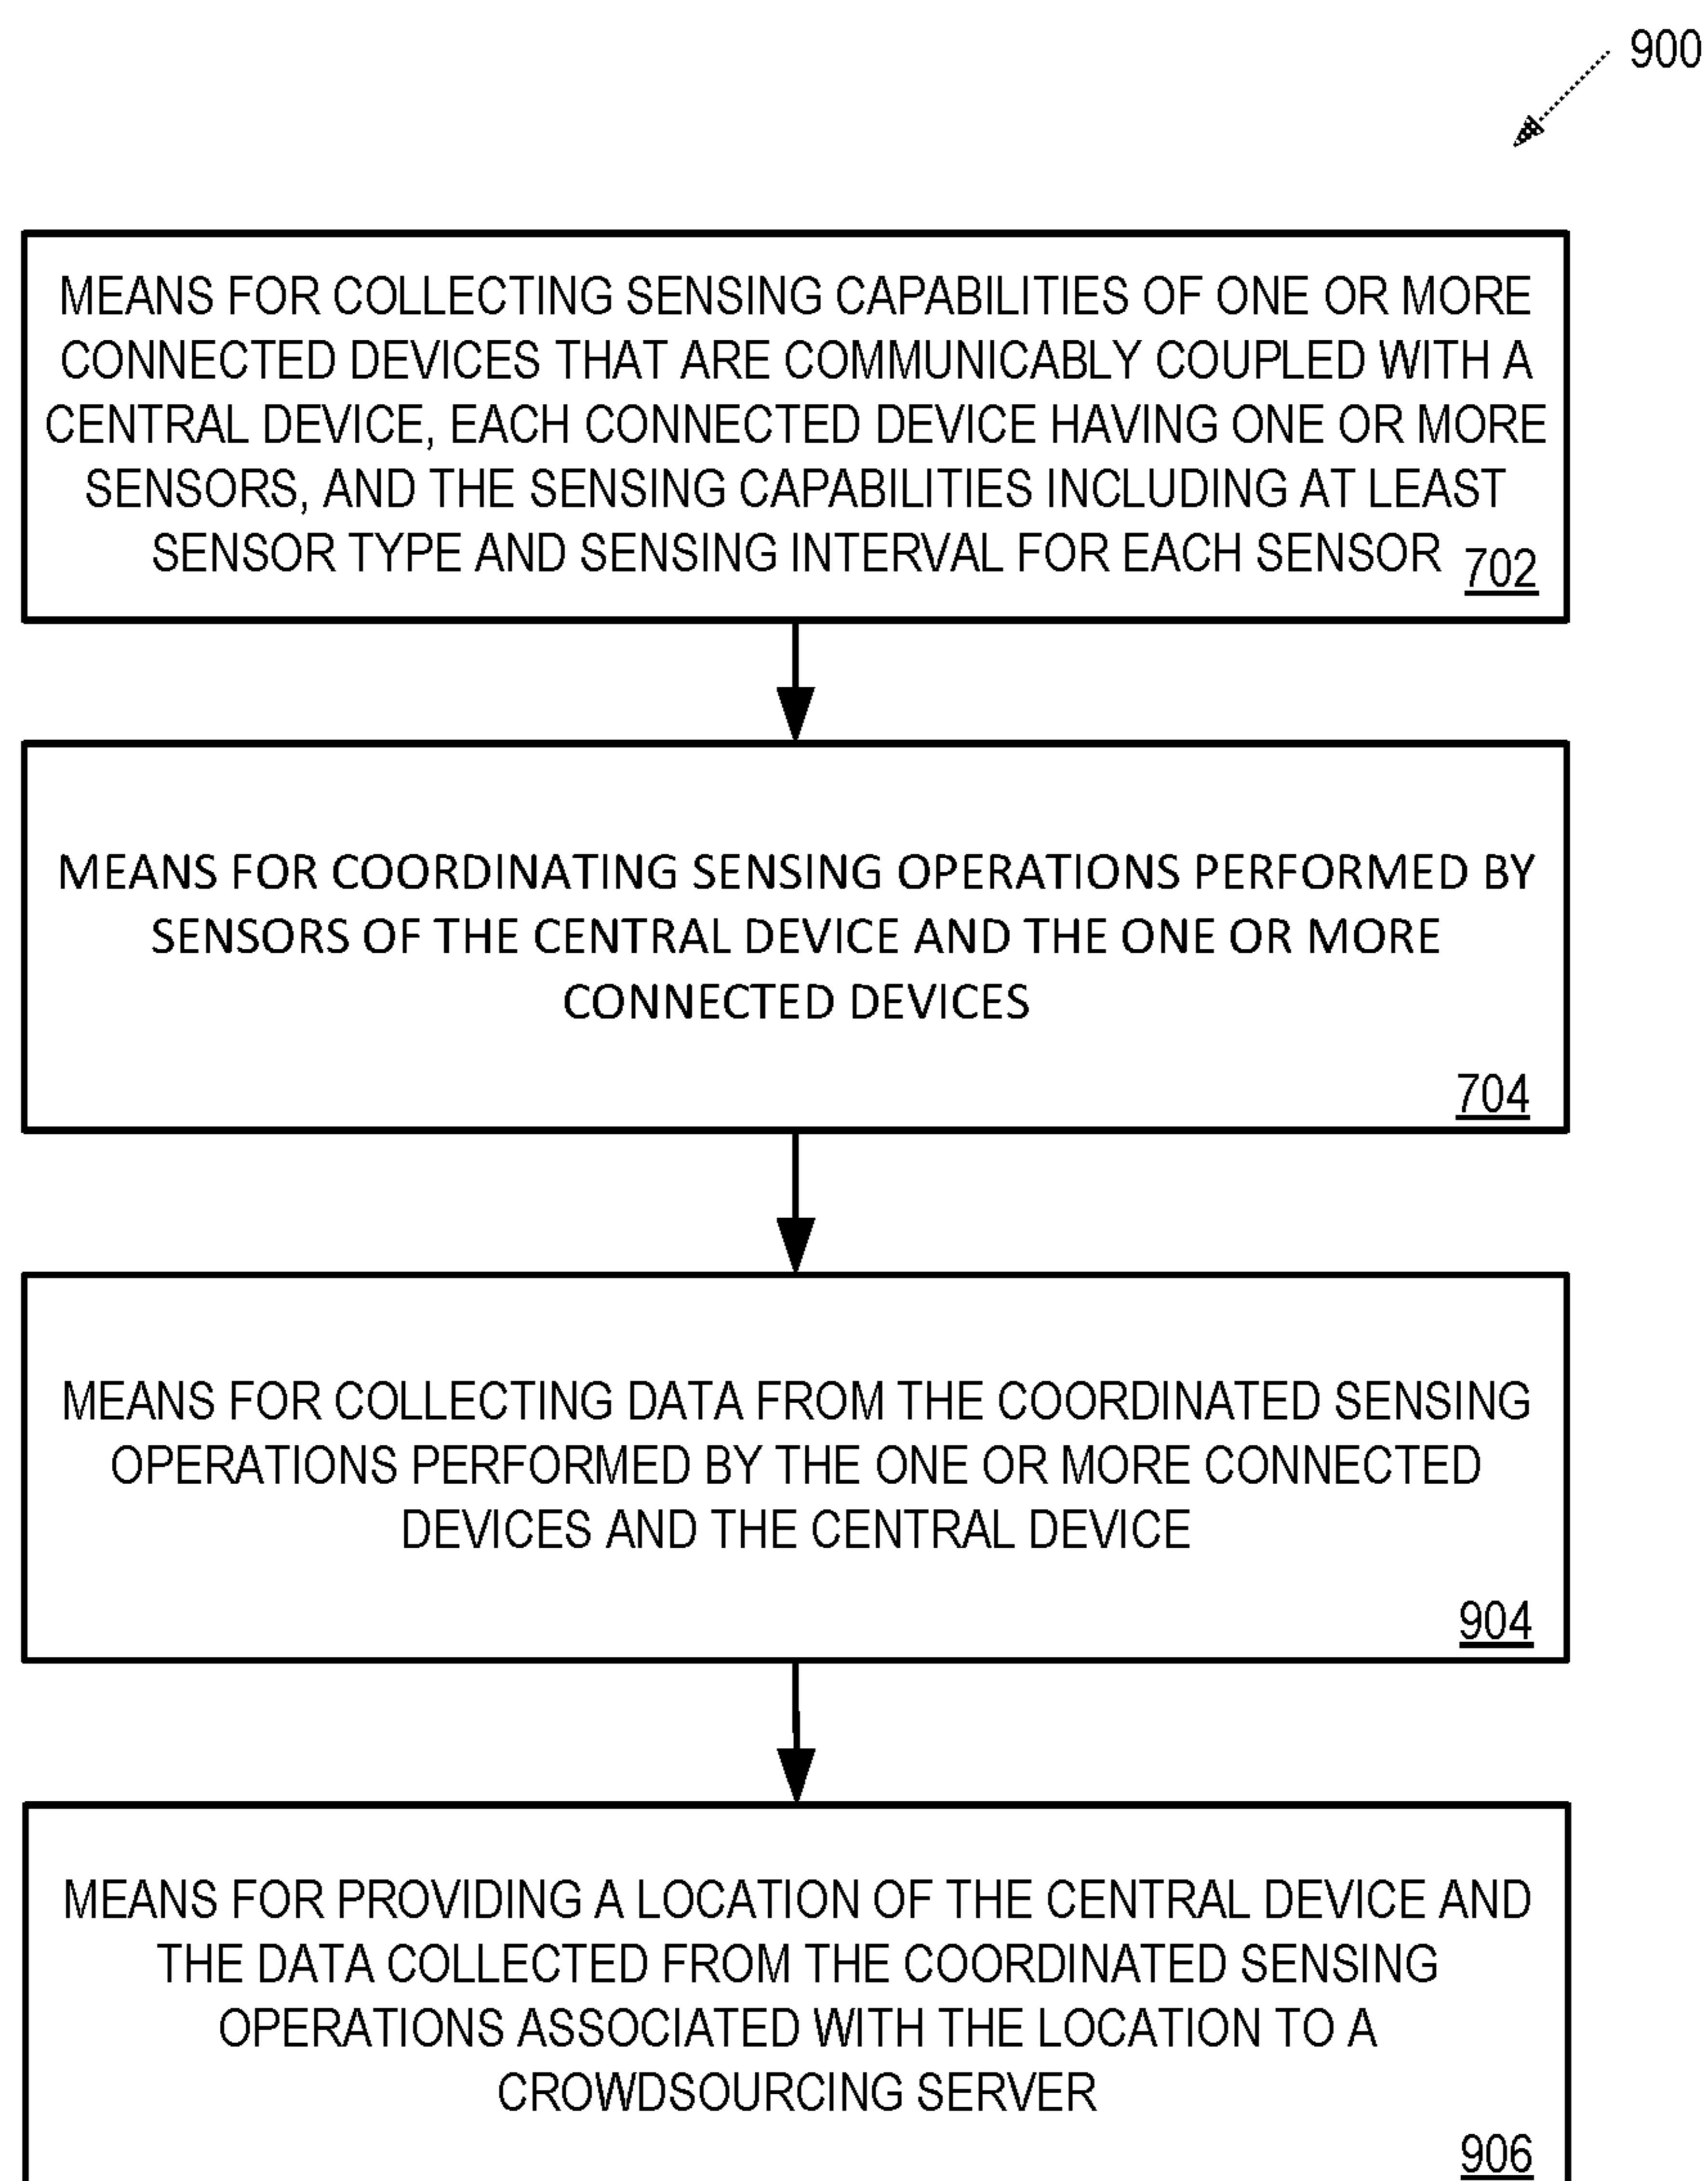 900
MEANS FOR COLLECTING SENSING CAPABILITIES OF ONE OR MORE
CONNECTED DEVICES THAT ARE COMMUNICABLY COUPLED WITH A
CENTRAL DEVICE, EACH CONNECTED DEVICE HAVING ONE OR MORE
SENSORS, AND THE SENSING CAPABILITIES INCLUDING AT LEAST
SENSOR TYPE AND SENSING INTERVAL FOR EACH SENSOR
702
MEANS FOR COORDINATING SENSING OPERATIONS PERFORMED BY
SENSORS OF THE CENTRAL DEVICE AND THE ONE OR MORE
CONNECTED DEVICES
704
MEANS FOR COLLECTING DATA FROM THE COORDINATED SENSING
OPERATIONS PERFORMED BY THE ONE OR MORE CONNECTED
DEVICES AND THE CENTRAL DEVICE
904
MEANS FOR PROVIDING A LOCATION OF THE CENTRAL DEVICE AND
THE DATA COLLECTED FROM THE COORDINATED SENSING
OPERATIONS ASSOCIATED WITH THE LOCATION TO A
CROWDSOURCING SERVER
906